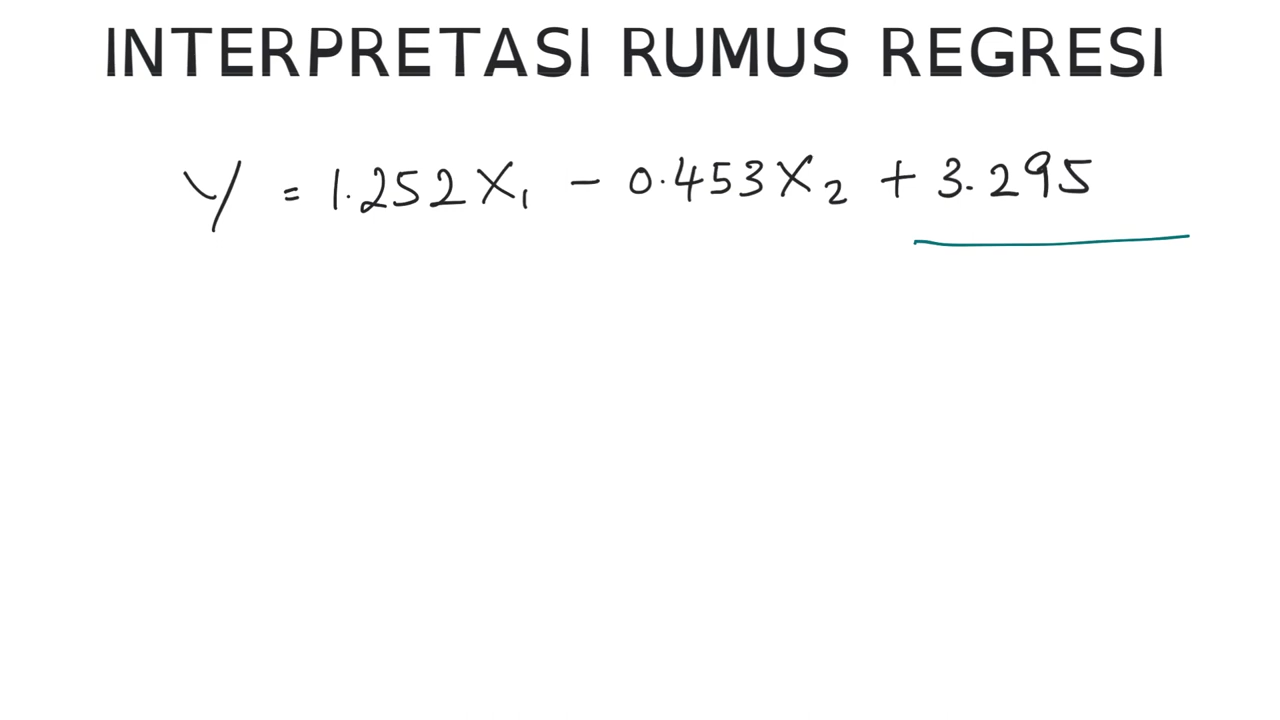 INTERPRETASI RUMUS REGRESI
Y = 1.252X₁ - 0.453X₂ + 3.295